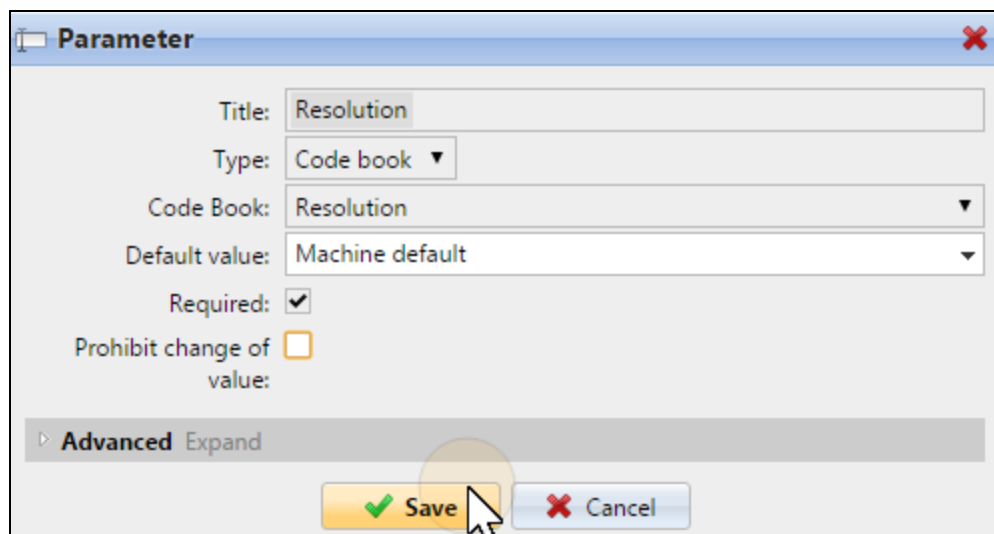 Parameter
Title: Resolution
Type: Code book
Code Book: Resolution
Default value: Machine default
Required:
Prohibit change of
value:
Advanced Expand
Save Cancel